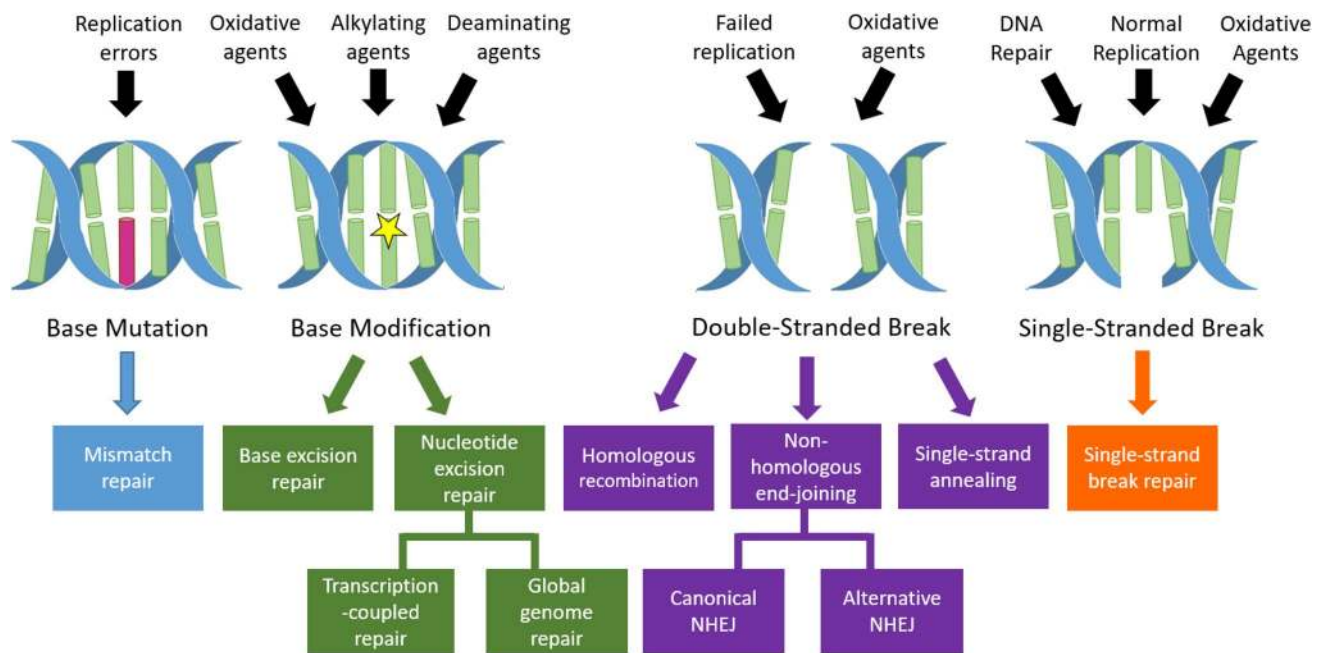 Replication
errors
Oxidative
agents
Alkylating
agents
Deaminating
agents
Failed
replication
Oxidative
agents
DNA
Repair
Normal
Replication
Oxidative
Agents
Base Mutation
Base Modification
Double-Stranded Break
Single-Stranded Break
Mismatch
repair
Base excision
repair
Nucleotide
excision
repair
Homologous
recombination
Non-
homologous
end-joining
Single-strand
annealing
Single-strand
break repair
Transcription
-coupled
repair
Global
genome
repair
Canonical
NHEJ
Alternative
NHEJ